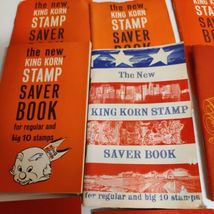 the new
KING KORN
STAMP
SAVER
BOOK
for regular and
big 10 stamps
the new
KING KORN
STAMP
SAVER
BOOK
The New
KING KORN STAMP
SAVER BOOK
for regular and big 10 stamps